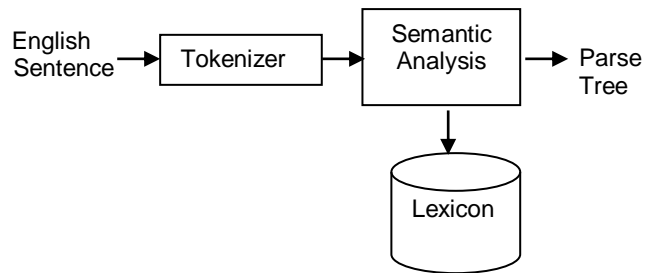 English
Sentence
Tokenizer
Semantic
Analysis
Parse
Tree
Lexicon